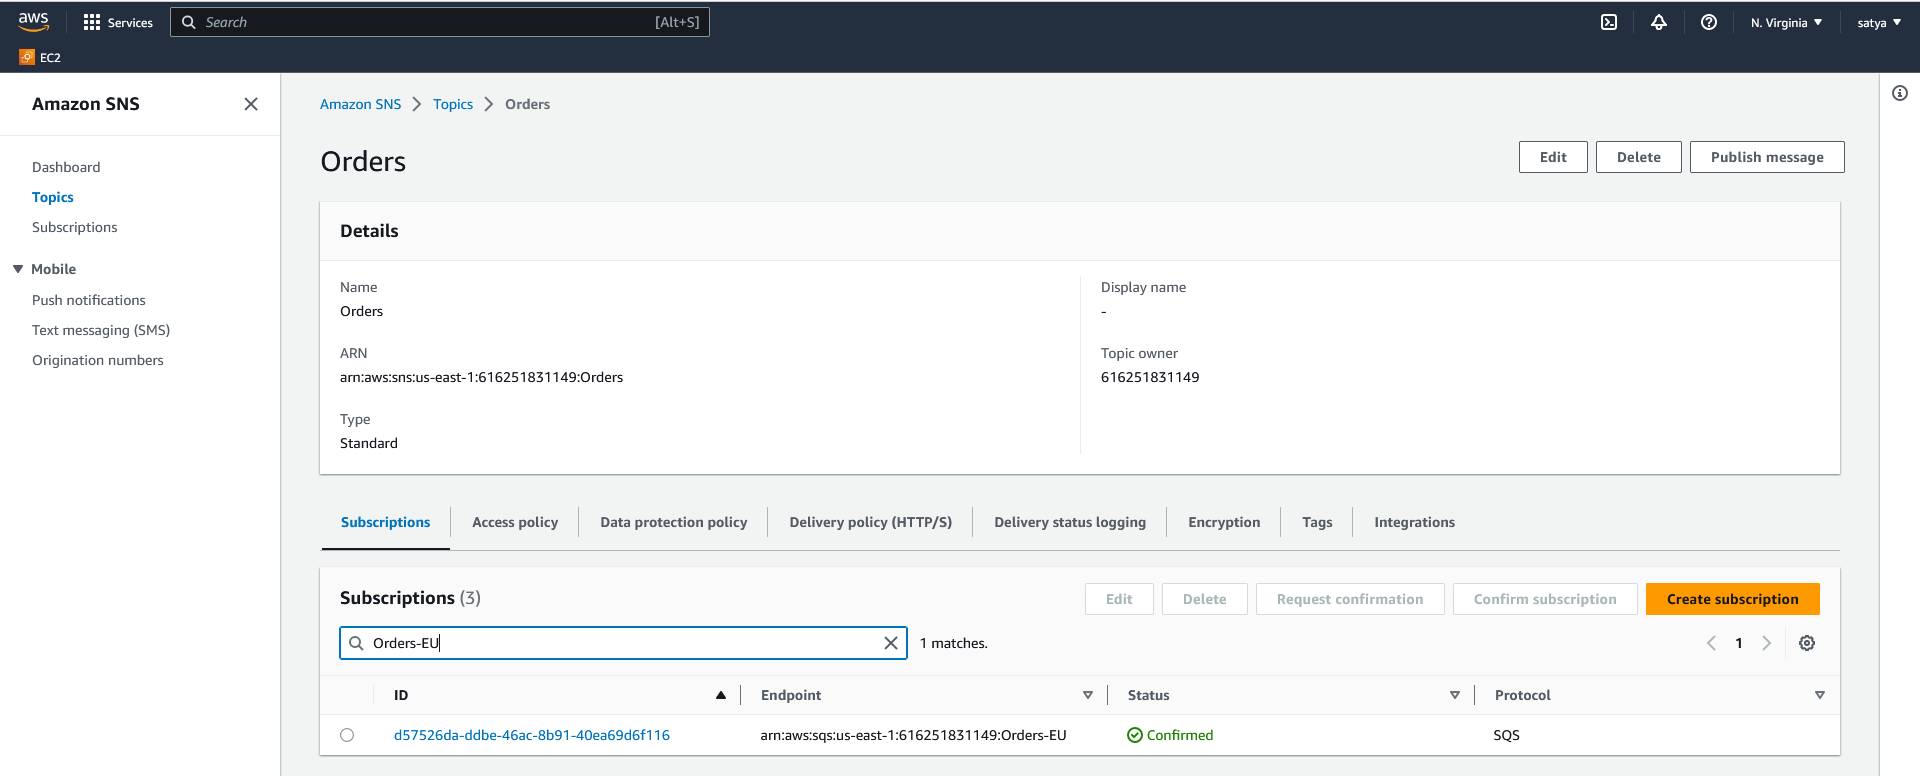 aws
Services
Search [Alt+S]
N. Virginia
satya
EC2
Amazon SNS
Dashboard
Topics
Subscriptions
Mobile
Push notifications
Text messaging (SMS)
Origination numbers
Amazon SNS Topics Orders
Orders
Edit Delete Publish message
Details
Name
Orders
ARN
arn:aws:sns:us-east-1:616251831149:Orders
Type
Standard
Display name
-
Topic owner
616251831149
Subscriptions Access policy Data protection policy Delivery policy (HTTP/S) Delivery status logging Encryption Tags Integrations
Subscriptions (3)
Edit Delete Request confirmation Confirm subscription Create subscription
Orders-EU
1 matches.
1
ID Endpoint Status Protocol
d57526da-ddbe-46ac-8b91-40ea69d6f116 arn:aws:sqs:us-east-1:616251831149:Orders-EU Confirmed SQS